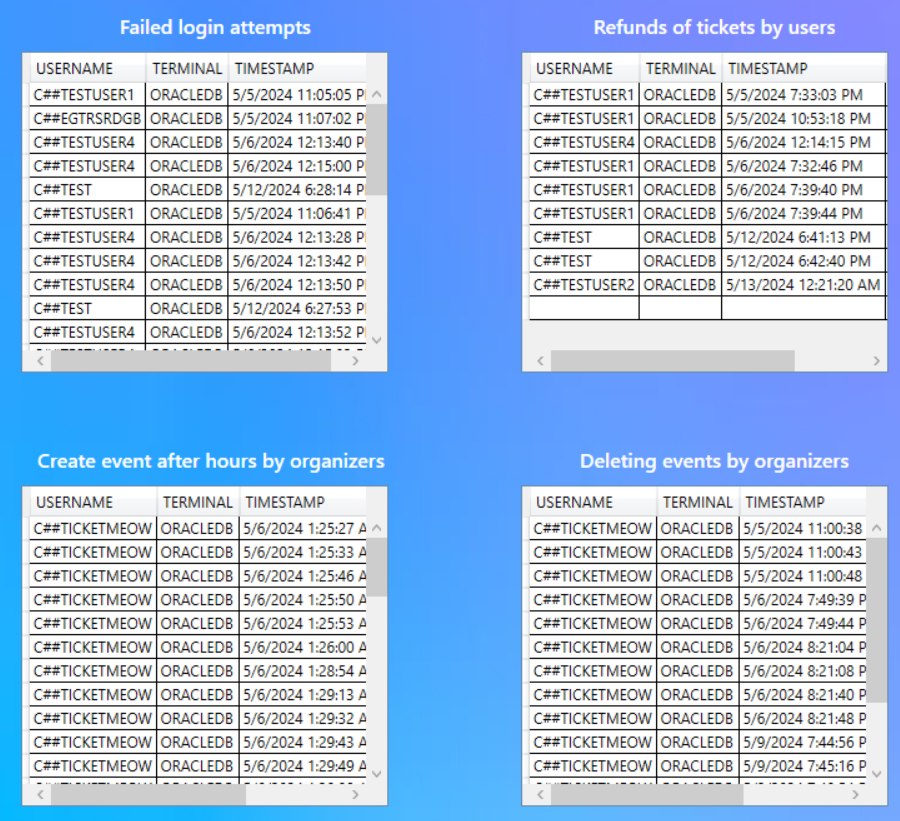 Failed login attempts
USERNAME TERMINAL TIMESTAMP
C##TESTUSER1 ORACLEDB 5/5/2024 11:05:05 P
C##EGTRSRDGB ORACLEDB 5/5/2024 11:07:02 P
C##TESTUSER4 ORACLEDB 5/6/2024 12:13:40 P
C##TESTUSER4 ORACLEDB 5/6/2024 12:15:00 P
C##TEST ORACLEDB 5/12/2024 6:28:14 P
C##TESTUSER1 ORACLEDB 5/5/2024 11:06:41 P
C##TESTUSER4 ORACLEDB 5/6/2024 12:13:28 P
C##TESTUSER4 ORACLEDB 5/6/2024 12:13:42 P
C##TESTUSER4 ORACLEDB 5/6/2024 12:13:50 P
C##TEST ORACLEDB 5/12/2024 6:27:53 P
C##TESTUSER4 ORACLEDB 5/6/2024 12:13:52 P
Refunds of tickets by users
USERNAME TERMINAL TIMESTAMP
C##TESTUSER1 ORACLEDB 5/5/2024 7:33:03 PM
C##TESTUSER1 ORACLEDB 5/5/2024 10:53:18 PM
C##TESTUSER4 ORACLEDB 5/6/2024 12:14:15 PM
C##TESTUSER1 ORACLEDB 5/6/2024 7:32:46 PM
C##TESTUSER1 ORACLEDB 5/6/2024 7:39:40 PM
C##TESTUSER1 ORACLEDB 5/6/2024 7:39:44 PM
C##TEST ORACLEDB 5/12/2024 6:41:13 PM
C##TEST ORACLEDB 5/12/2024 6:42:40 PM
C##TESTUSER2 ORACLEDB 5/13/2024 12:21:20 AM
Create event after hours by organizers
USERNAME TERMINAL TIMESTAMP
C##TICKETMEOW ORACLEDB 5/6/2024 1:25:27 A
C##TICKETMEOW ORACLEDB 5/6/2024 1:25:33 A
C##TICKETMEOW ORACLEDB 5/6/2024 1:25:46 A
C##TICKETMEOW ORACLEDB 5/6/2024 1:25:50 A
C##TICKETMEOW ORACLEDB 5/6/2024 1:25:53 A
C##TICKETMEOW ORACLEDB 5/6/2024 1:26:00 A
C##TICKETMEOW ORACLEDB 5/6/2024 1:28:54 A
C##TICKETMEOW ORACLEDB 5/6/2024 1:29:13 A
C##TICKETMEOW ORACLEDB 5/6/2024 1:29:32 A
C##TICKETMEOW ORACLEDB 5/6/2024 1:29:43 A
C##TICKETMEOW ORACLEDB 5/6/2024 1:29:49 A
Deleting events by organizers
USERNAME TERMINAL TIMESTAMP
C##TICKETMEOW ORACLEDB 5/5/2024 11:00:38
C##TICKETMEOW ORACLEDB 5/5/2024 11:00:43
C##TICKETMEOW ORACLEDB 5/5/2024 11:00:48
C##TICKETMEOW ORACLEDB 5/6/2024 7:49:39 P
C##TICKETMEOW ORACLEDB 5/6/2024 7:49:44 P
C##TICKETMEOW ORACLEDB 5/6/2024 8:21:04 P
C##TICKETMEOW ORACLEDB 5/6/2024 8:21:08 P
C##TICKETMEOW ORACLEDB 5/6/2024 8:21:40 P
C##TICKETMEOW ORACLEDB 5/6/2024 8:21:48 P
C##TICKETMEOW ORACLEDB 5/9/2024 7:44:56 P
C##TICKETMEOW ORACLEDB 5/9/2024 7:45:16 P